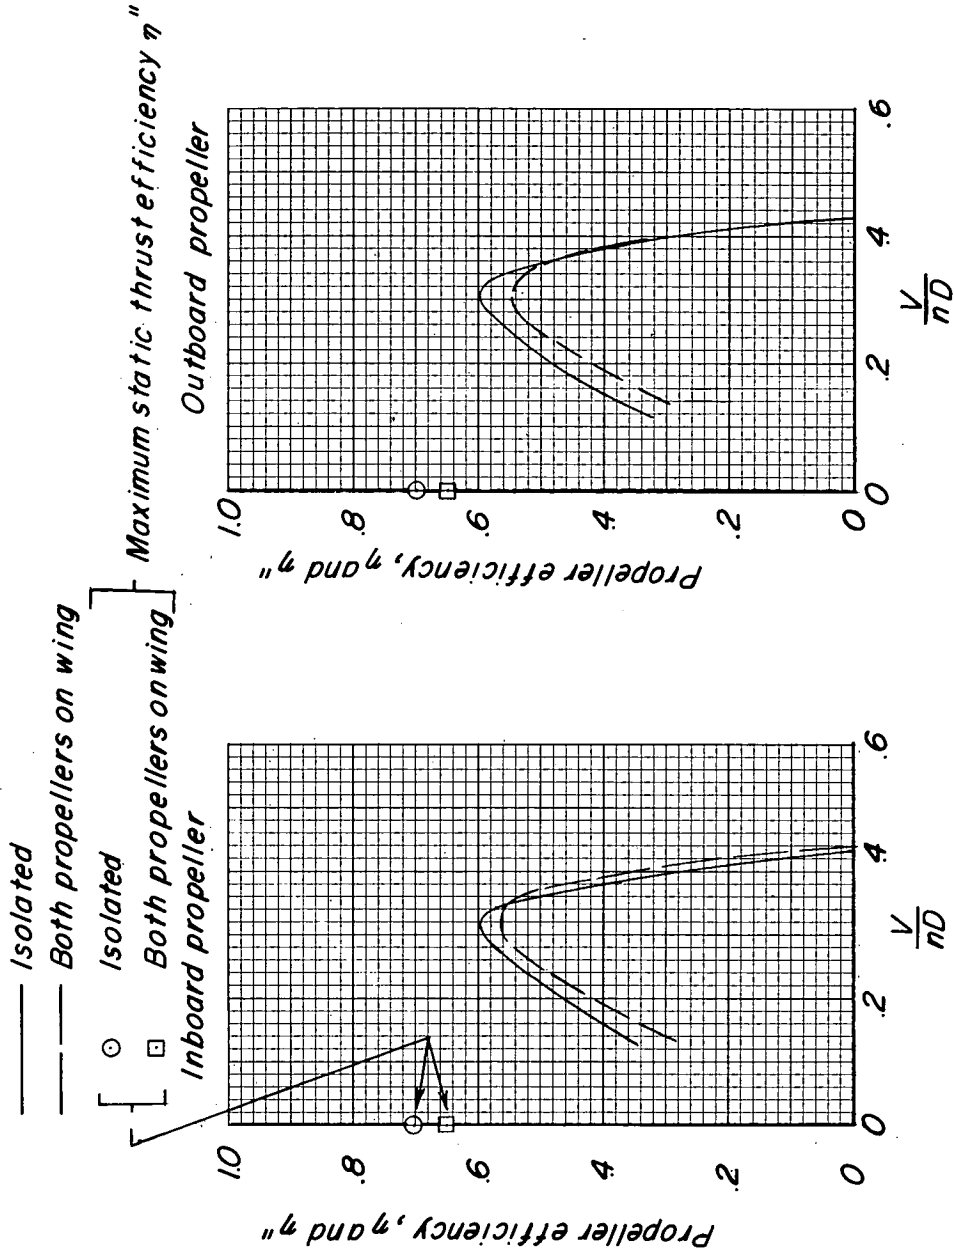 Isolated
Both propellers on wing
Isolated
Both propellers on wing
Maximum static thrust efficiency η"
Inboard propeller
Propeller efficiency, η and η"
1.0
.8
.6
.4
.2
0
0
.2
.4
.6
V
nD
Outboard propeller
Propeller efficiency, η and η"
1.0
.8
.6
.4
.2
0
0
.2
.4
.6
V
nD